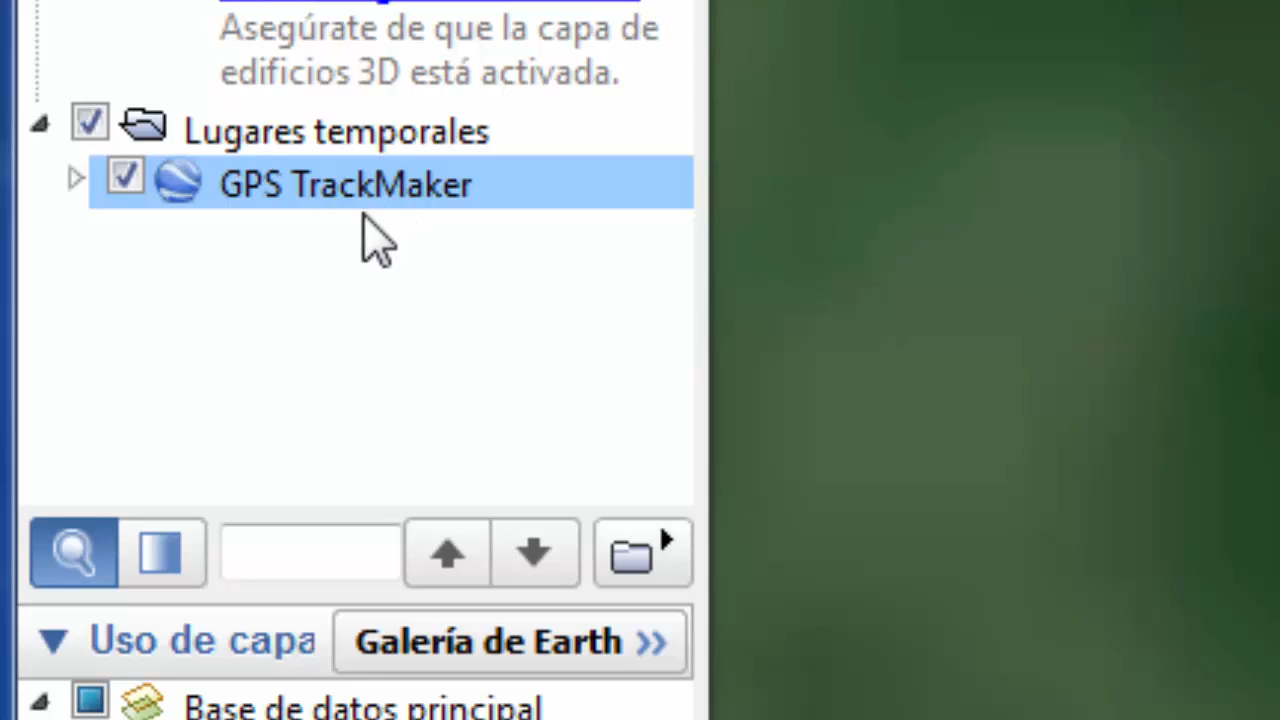 Asegúrate de que la capa de
edificios 3D está activada.
Lugares temporales
GPS TrackMaker
Uso de capa
Galería de Earth >>
Base de datos principal